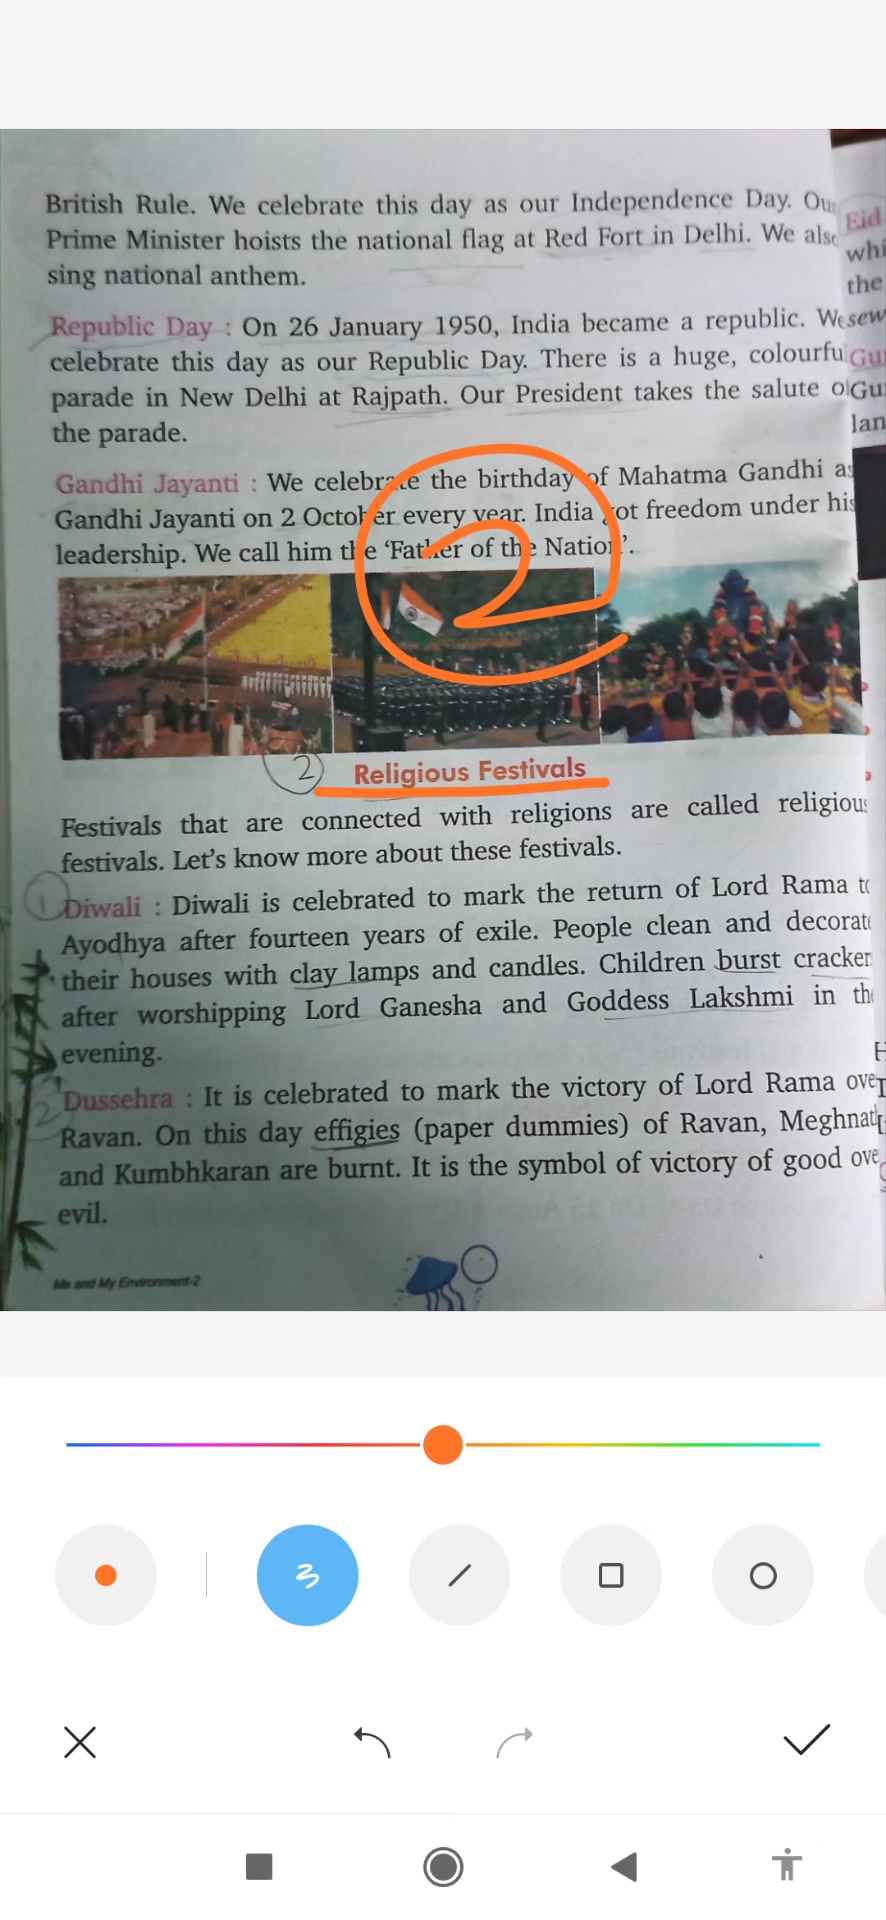 British Rule. We celebrate this day as our Independence Day. Our
Prime Minister hoists the national flag at Red Fort in Delhi. We also
sing national anthem.
Republic Day : On 26 January 1950, India became a republic. We
celebrate this day as our Republic Day. There is a huge, colourful
parade in New Delhi at Rajpath. Our President takes the salute of
the parade.
Gandhi Jayanti : We celebrate the birthday of Mahatma Gandhi as
Gandhi Jayanti on 2 October every year. India got freedom under his
leadership. We call him the ‘Father of the Nation’.
2
2 Religious Festivals
Festivals that are connected with religions are called religious
festivals. Let’s know more about these festivals.
1 Diwali : Diwali is celebrated to mark the return of Lord Rama to
Ayodhya after fourteen years of exile. People clean and decorate
their houses with clay lamps and candles. Children burst cracker
after worshipping Lord Ganesha and Goddess Lakshmi in the
evening.
2 Dussehra : It is celebrated to mark the victory of Lord Rama over
Ravan. On this day effigies (paper dummies) of Ravan, Meghnath
and Kumbhkaran are burnt. It is the symbol of victory of good over
evil.
Me and My Environment-2
Eid
whi
the
sew
Gu
Gu
lan